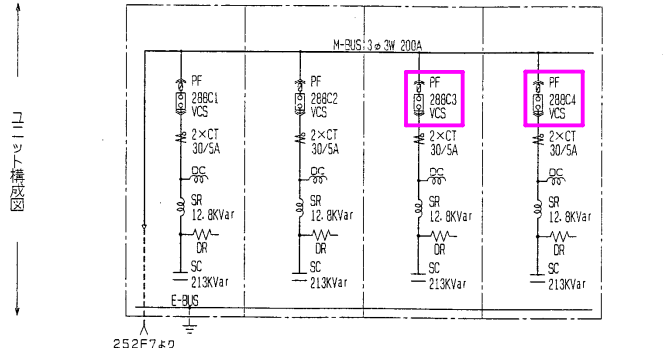 ユニット構成図
M-BUS:3φ3W 200A
PF
288C1
VCS
2×CT
30/5A
DC
SR
12.8KVar
DR
SC
213KVar
PF
288C2
VCS
2×CT
30/5A
DC
SR
12.8KVar
DR
SC
213KVar
PF
288C3
VCS
2×CT
30/5A
DC
SR
12.8KVar
DR
SC
213KVar
PF
288C4
VCS
2×CT
30/5A
DC
SR
12.8KVar
DR
SC
213KVar
E-BUS
252F7より